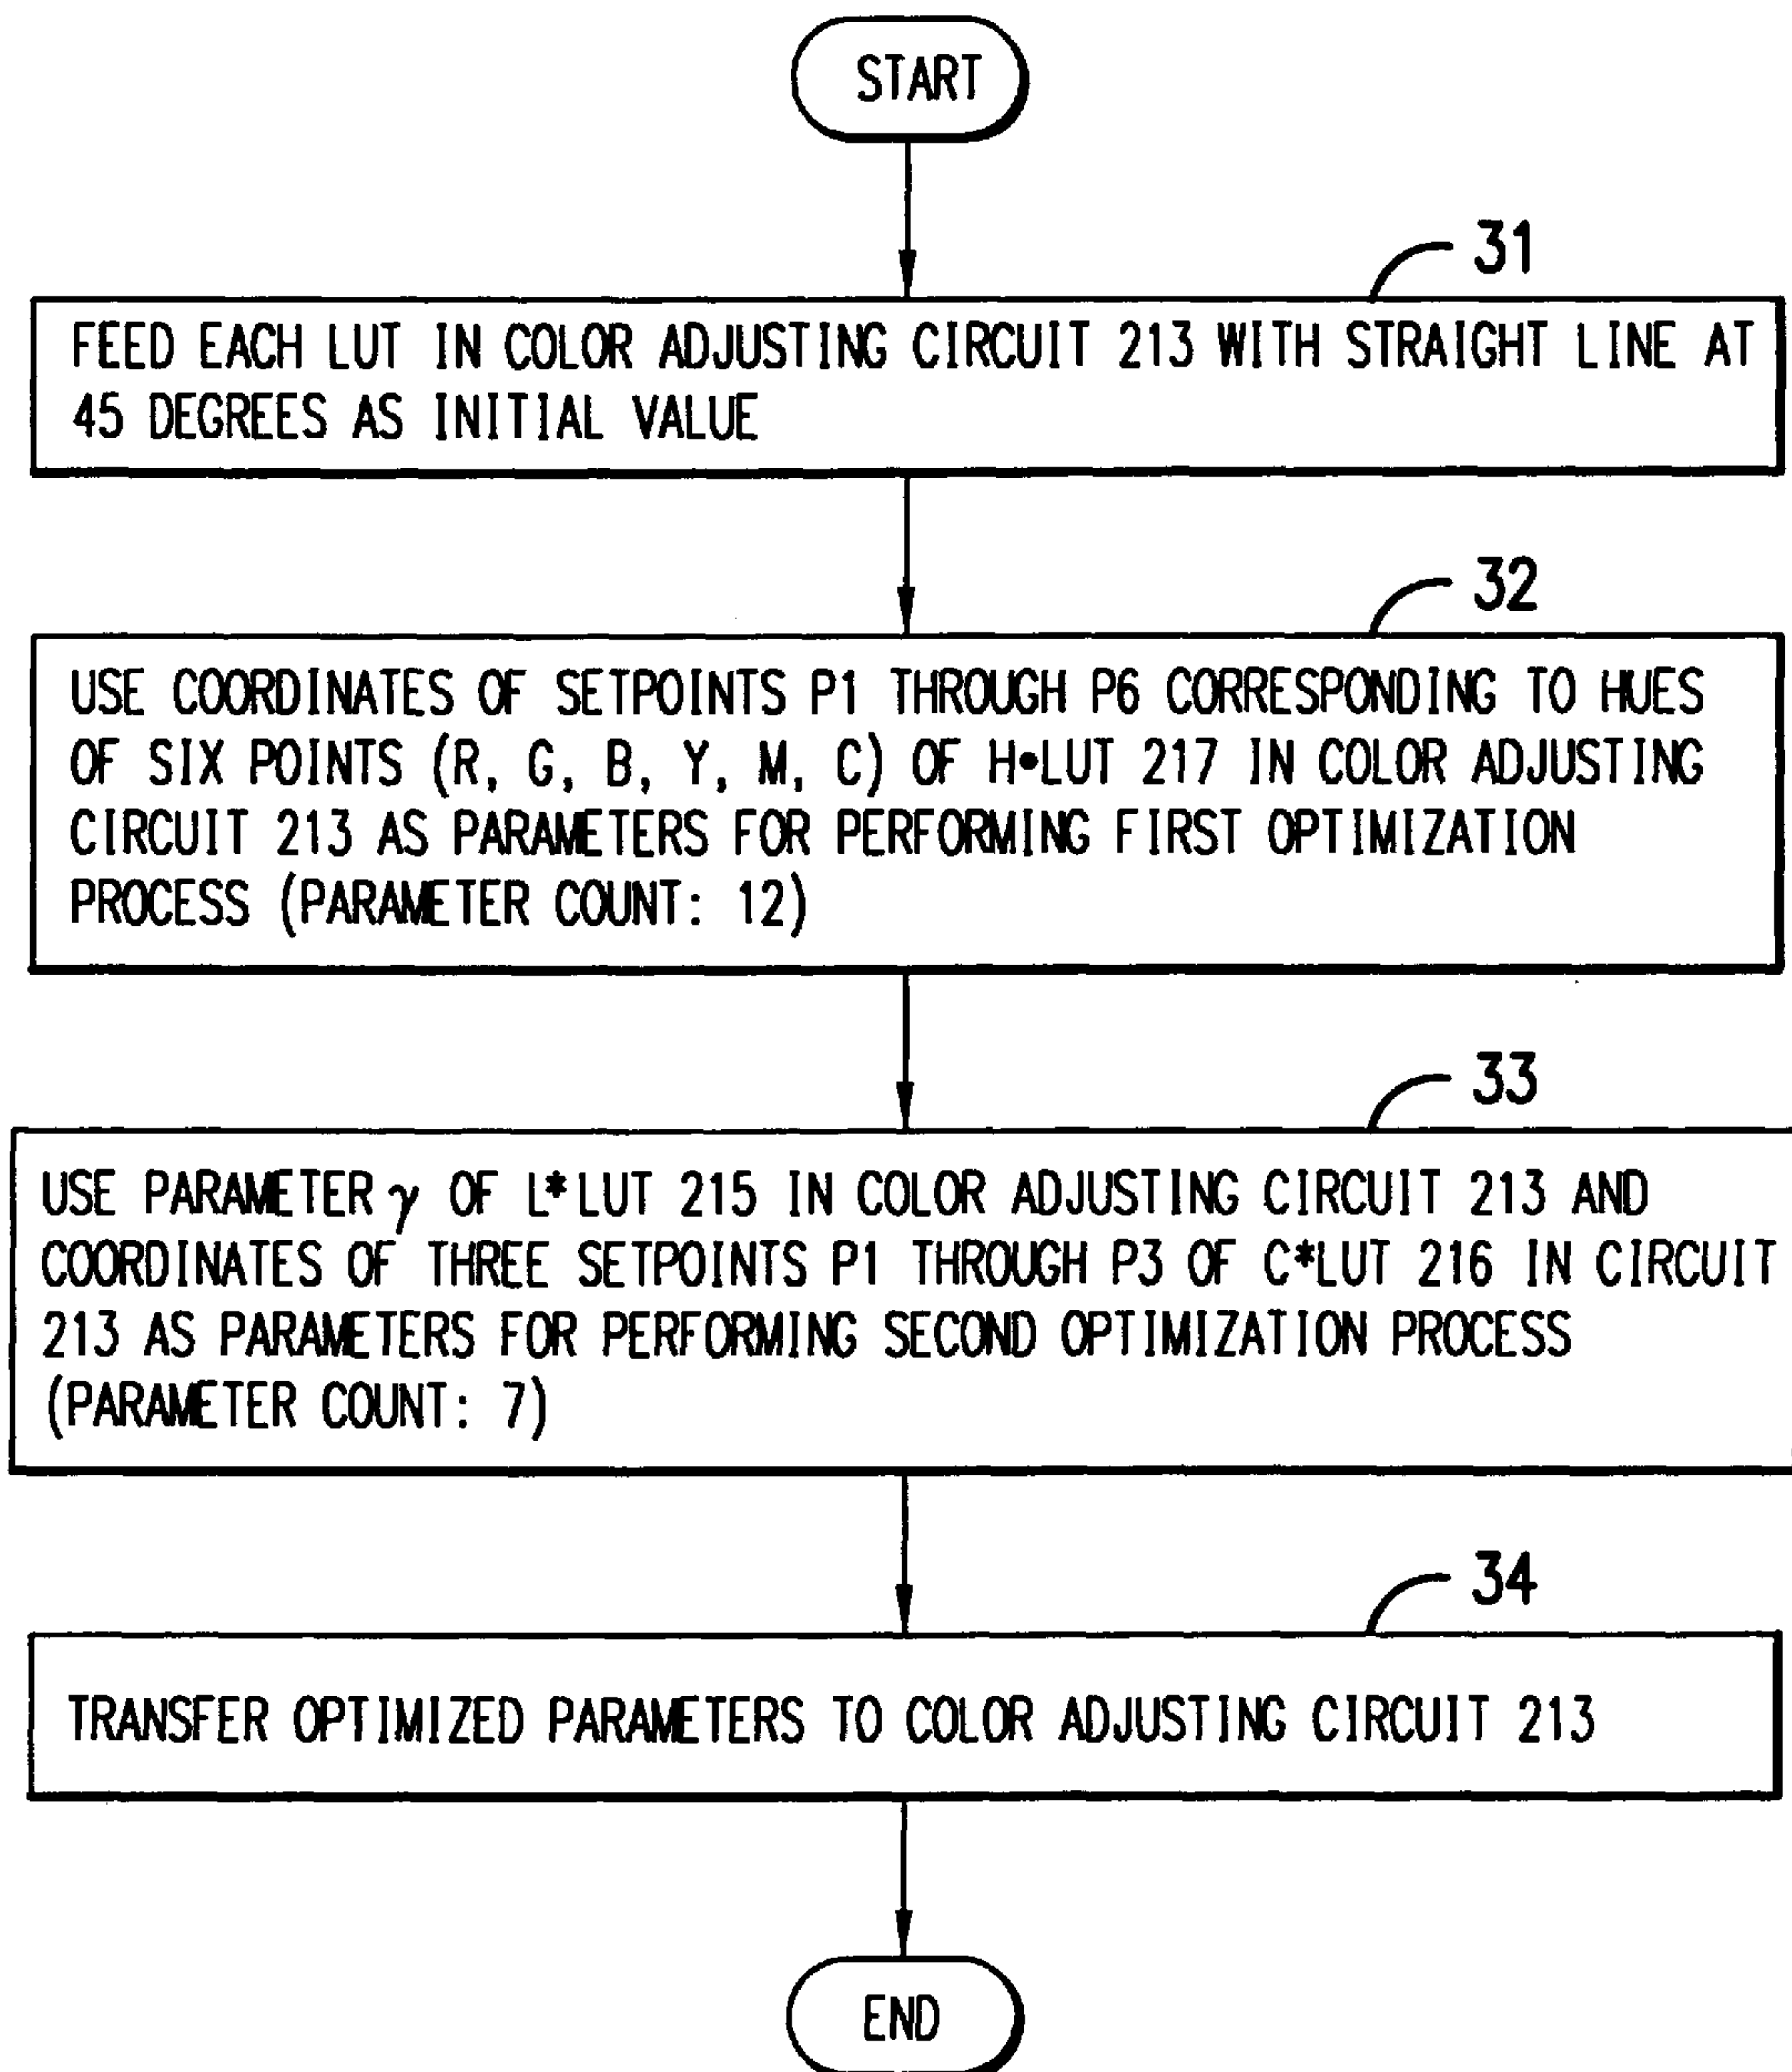 START
31
FEED EACH LUT IN COLOR ADJUSTING CIRCUIT 213 WITH STRAIGHT LINE AT
45 DEGREES AS INITIAL VALUE
32
USE COORDINATES OF SETPOINTS P1 THROUGH P6 CORRESPONDING TO HUES
OF SIX POINTS (R, G, B, Y, M, C) OF H•LUT 217 IN COLOR ADJUSTING
CIRCUIT 213 AS PARAMETERS FOR PERFORMING FIRST OPTIMIZATION
PROCESS (PARAMETER COUNT: 12)
33
USE PARAMETER γ OF L*LUT 215 IN COLOR ADJUSTING CIRCUIT 213 AND
COORDINATES OF THREE SETPOINTS P1 THROUGH P3 OF C*LUT 216 IN CIRCUIT
213 AS PARAMETERS FOR PERFORMING SECOND OPTIMIZATION PROCESS
(PARAMETER COUNT: 7)
34
TRANSFER OPTIMIZED PARAMETERS TO COLOR ADJUSTING CIRCUIT 213
END